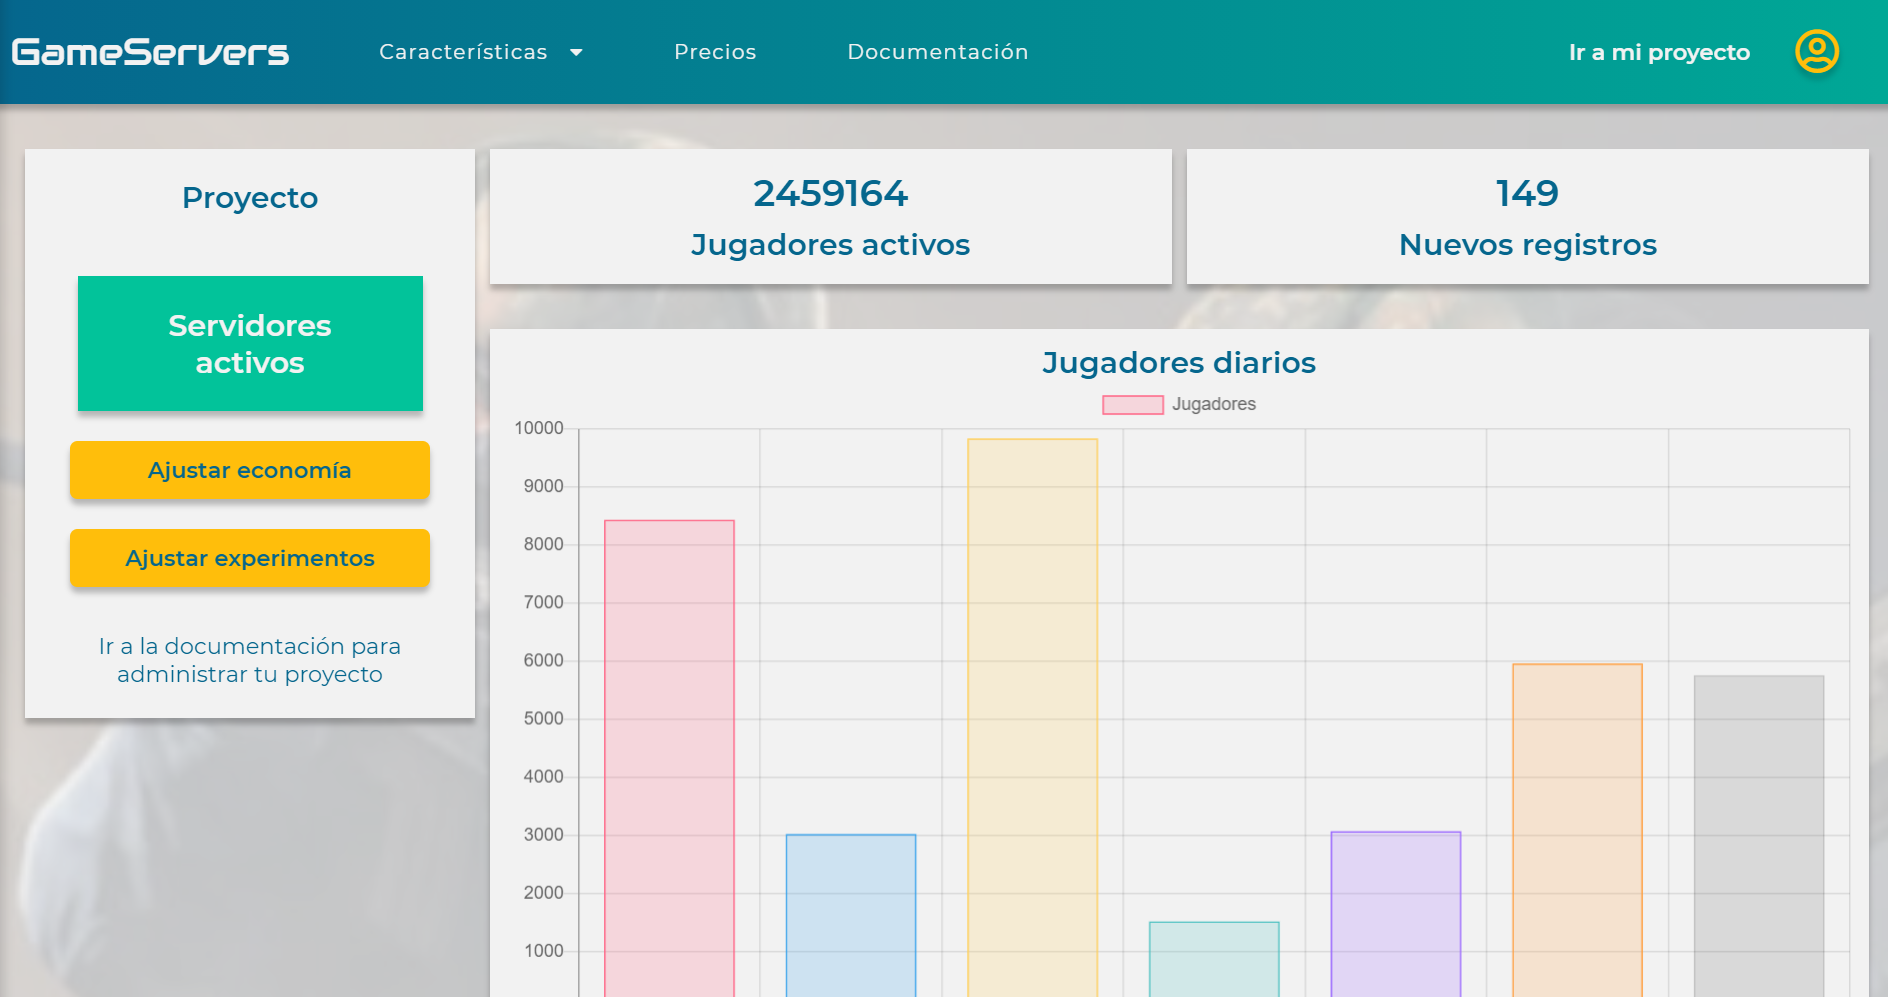 GameServers
Características
Precios
Documentación
Ir a mi proyecto
Proyecto
Servidores
activos
Ajustar economía
Ajustar experimentos
Ir a la documentación para
administrar tu proyecto
2459164
Jugadores activos
149
Nuevos registros
Jugadores diarios
Jugadores
10000
9000
8000
7000
6000
5000
4000
3000
2000
1000